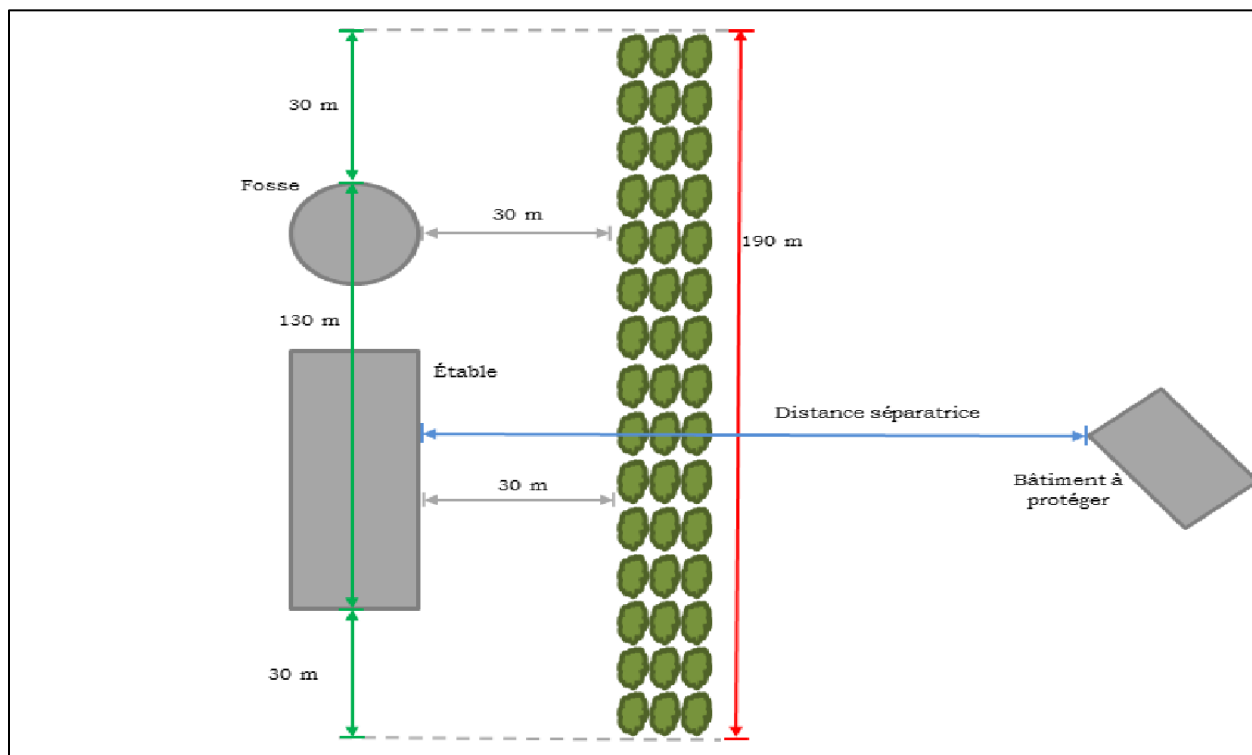 30 m
Fosse
30 m
190 m
130 m
Étable
Distance séparatrice
30 m
Bâtiment à
protéger
30 m